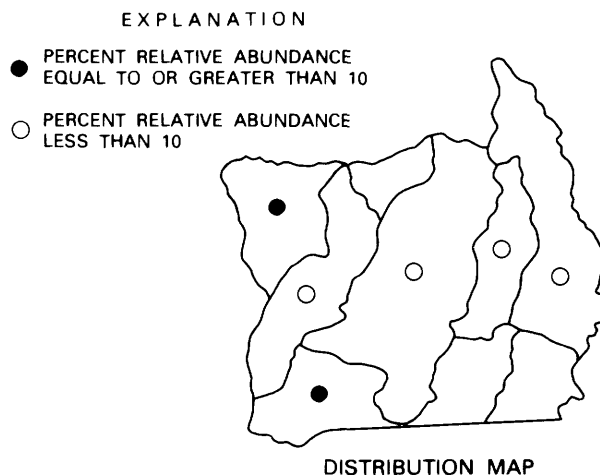 EXPLANATION
PERCENT RELATIVE ABUNDANCE
EQUAL TO OR GREATER THAN 10
PERCENT RELATIVE ABUNDANCE
LESS THAN 10
DISTRIBUTION MAP